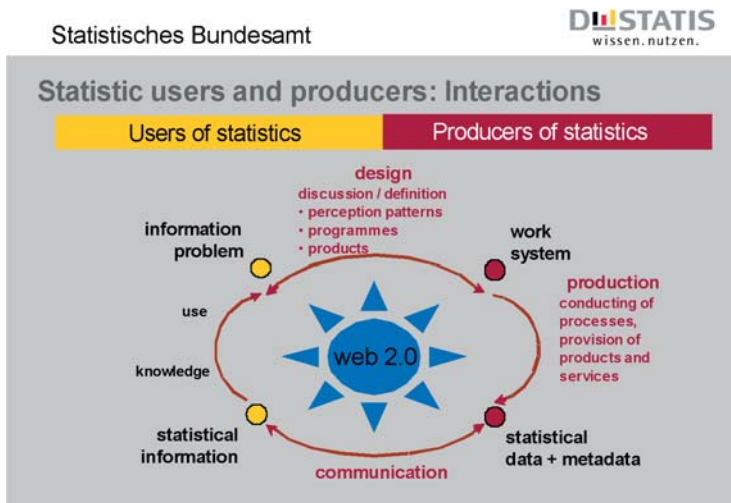 Statistisches Bundesamt
DESTATIS
wissen.nutzen.
Statistic users and producers: Interactions
Users of statistics
Producers of statistics
design
discussion / definition
• perception patterns
• programmes
• products
information
problem
work
system
production
conducting of
processes,
provision of
products and
services
use
web 2.0
knowledge
statistical
information
statistical
data + metadata
communication